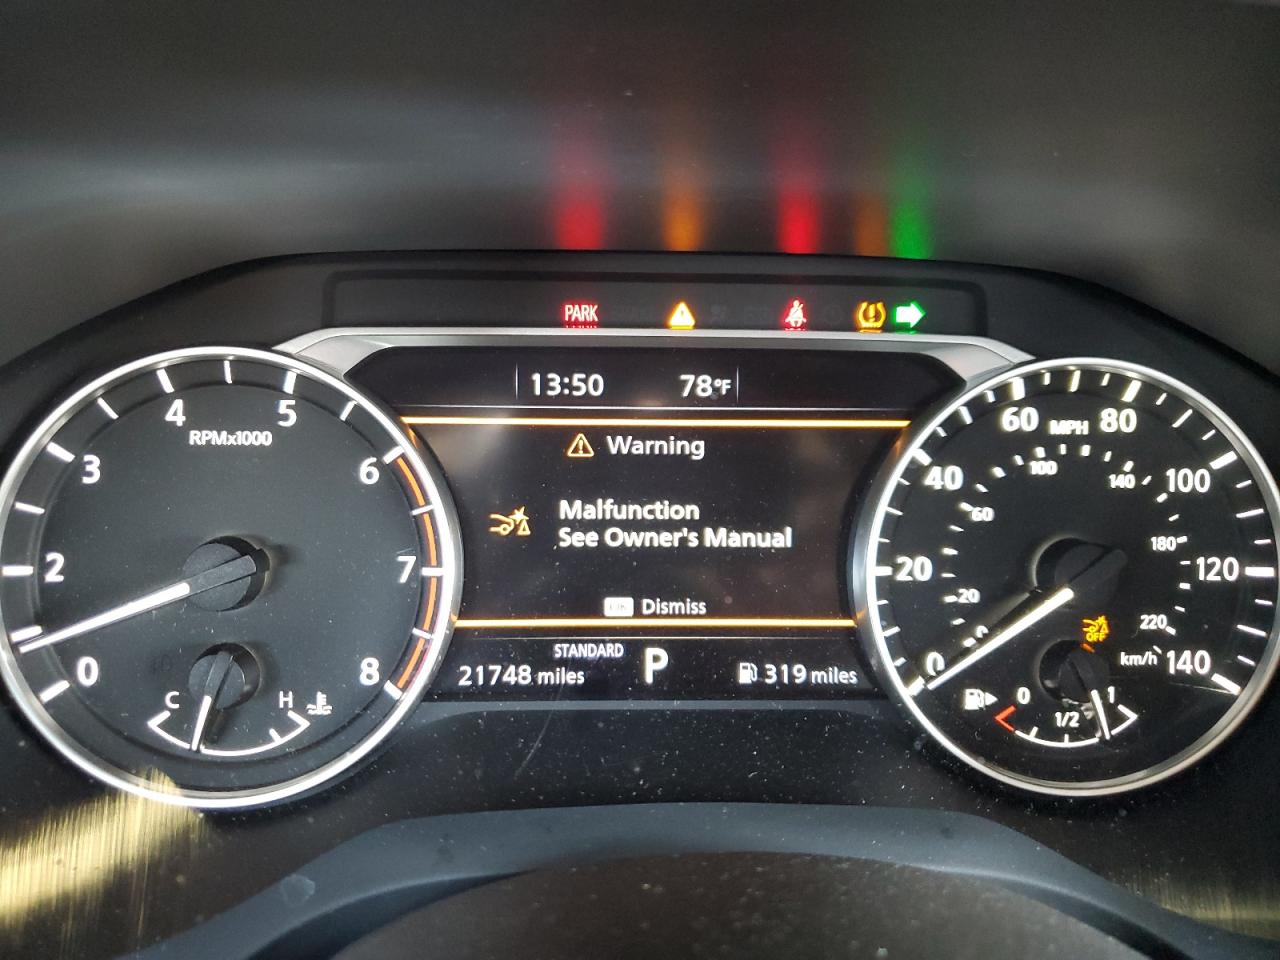 PARK
13:50 78°F
Warning
Malfunction
See Owner's Manual
OK Dismiss
STANDARD
21748 miles P 319 miles
0
2
3
4
5
6
7
8
RPMx1000
C H
0
20
40
60
80
100
120
140
MPH
0
20
60
100
140
180
220
km/h
OFF
0 1/2 1